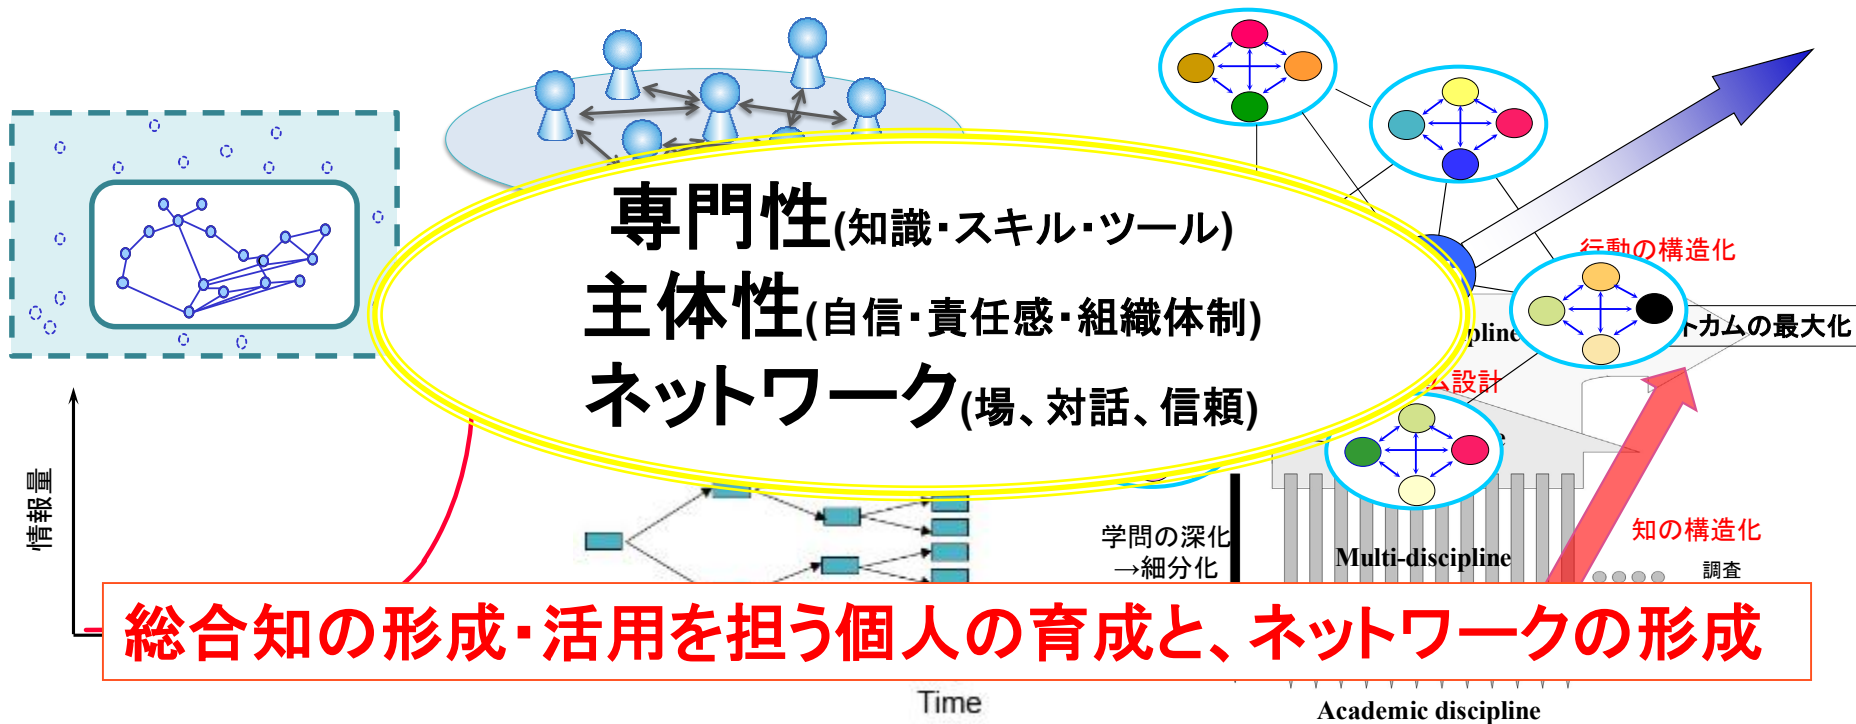 専門性(知識・スキル・ツール)
主体性(自信・責任感・組織体制)
ネットワーク(場、対話、信頼)
行動の構造化
カムの最大化
設計
情報量
学問の深化
→細分化
Multi-discipline
知の構造化
調査
総合知の形成・活用を担う個人の育成と、ネットワークの形成
Time
Academic discipline